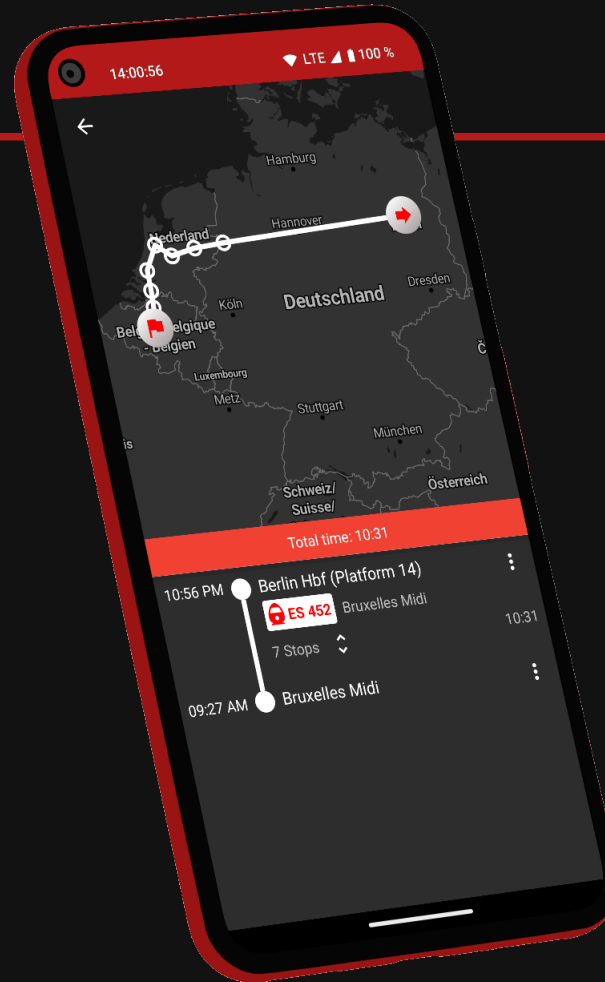 14:00:56 LTE 100 %
Hamburg
Nederland
Hannover
Dresden
Köln
Deutschland
elgique
- Belgien
Luxembourg
Metz
Stuttgart
is
München
Schweiz/
Suisse/
Österreich
Total time: 10:31
10:56 PM Berlin Hbf (Platform 14)
ES 452 Bruxelles Midi
10:31
7 Stops
09:27 AM Bruxelles Midi